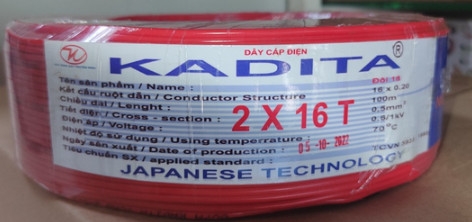 DÂY CÁP ĐIỆN
KADITA®
Tên sản phẩm / Name : Đôi 16
Kết cấu ruột dẫn / Conductor Structure 16 x 0.20
Chiều dài / Lenght : 100m
Tiết diện / Cross - section : 0.5mm²
2 X 16 T
Điện áp / Voltage : 0.6/1KV
Nhiệt độ sử dụng / Using temperrature : 70°C
Ngày sản xuất / Date of production : 05-10-2022
Tiêu chuẩn SX / applied standard : TCVN
JAPANESE TECHNOLOGY